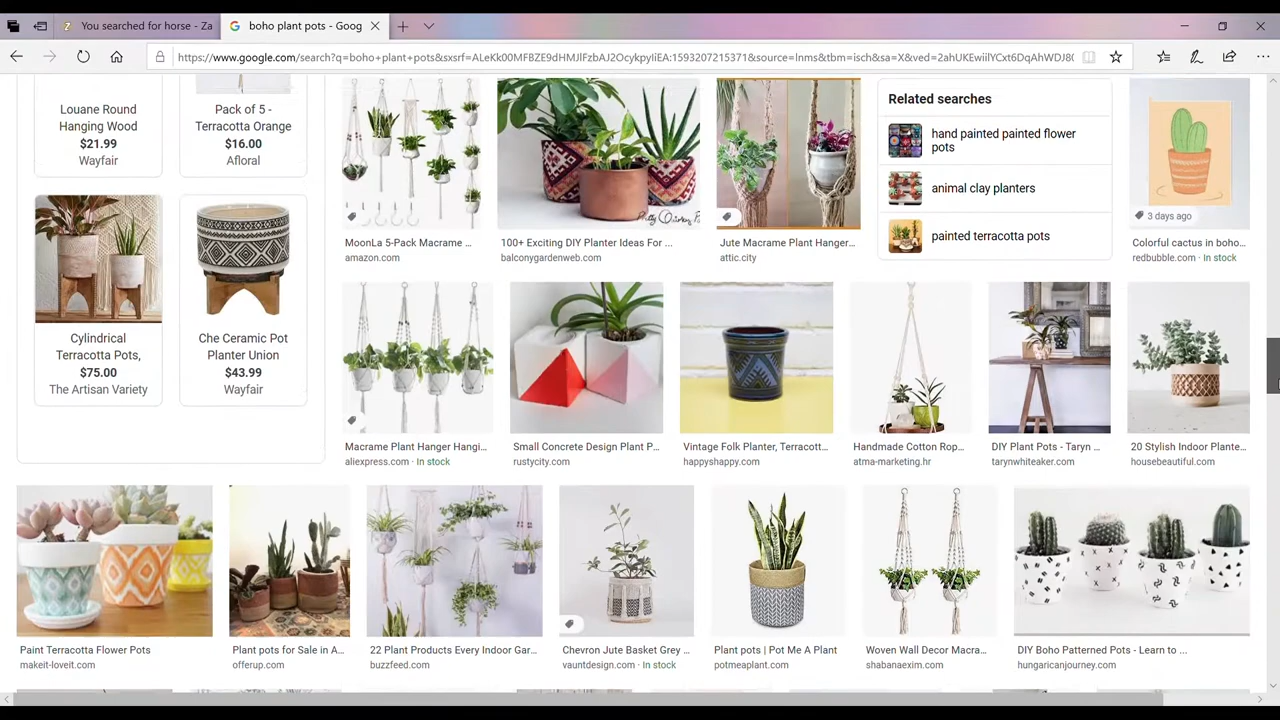 You searched for horse - Za
boho plant pots - Goog
https://www.google.com/search?q=boho+plant+pots&sxsrf=ALeKk00MFBZE9dHMJlFzbAJ2OcykpyIiEA:1593207215371&source=lnms&tbm=isch&sa=X&ved=2ahUKEwiilYCxt6DqAhWDJ8(
Louane Round
Hanging Wood
$21.99
Wayfair
Pack of 5 -
Terracotta Orange
$16.00
Afloral
Cylindrical
Terracotta Pots,
$75.00
The Artisan Variety
Che Ceramic Pot
Planter Union
$43.99
Wayfair
MoonLa 5-Pack Macrame ...
amazon.com
100+ Exciting DIY Planter Ideas For ...
balconygardenweb.com
Jute Macrame Plant Hanger...
attic.city
Related searches
hand painted painted flower
pots
animal clay planters
painted terracotta pots
3 days ago
Colorful cactus in boho...
redbubble.com · In stock
Macrame Plant Hanger Hangi...
aliexpress.com · In stock
Small Concrete Design Plant P...
rustycity.com
Vintage Folk Planter, Terracott...
happyshappy.com
Handmade Cotton Rop...
atma-marketing.hr
DIY Plant Pots - Taryn ...
tarynwhiteaker.com
20 Stylish Indoor Plante...
housebeautiful.com
Paint Terracotta Flower Pots
makeit-loveit.com
Plant pots for Sale in A...
offerup.com
22 Plant Products Every Indoor Gar...
buzzfeed.com
Chevron Jute Basket Grey ...
vauntdesign.com · In stock
Plant pots | Pot Me A Plant
potmeaplant.com
Woven Wall Decor Macra...
shabanaexim.com
DIY Boho Patterned Pots - Learn to ...
hungaricanjourney.com